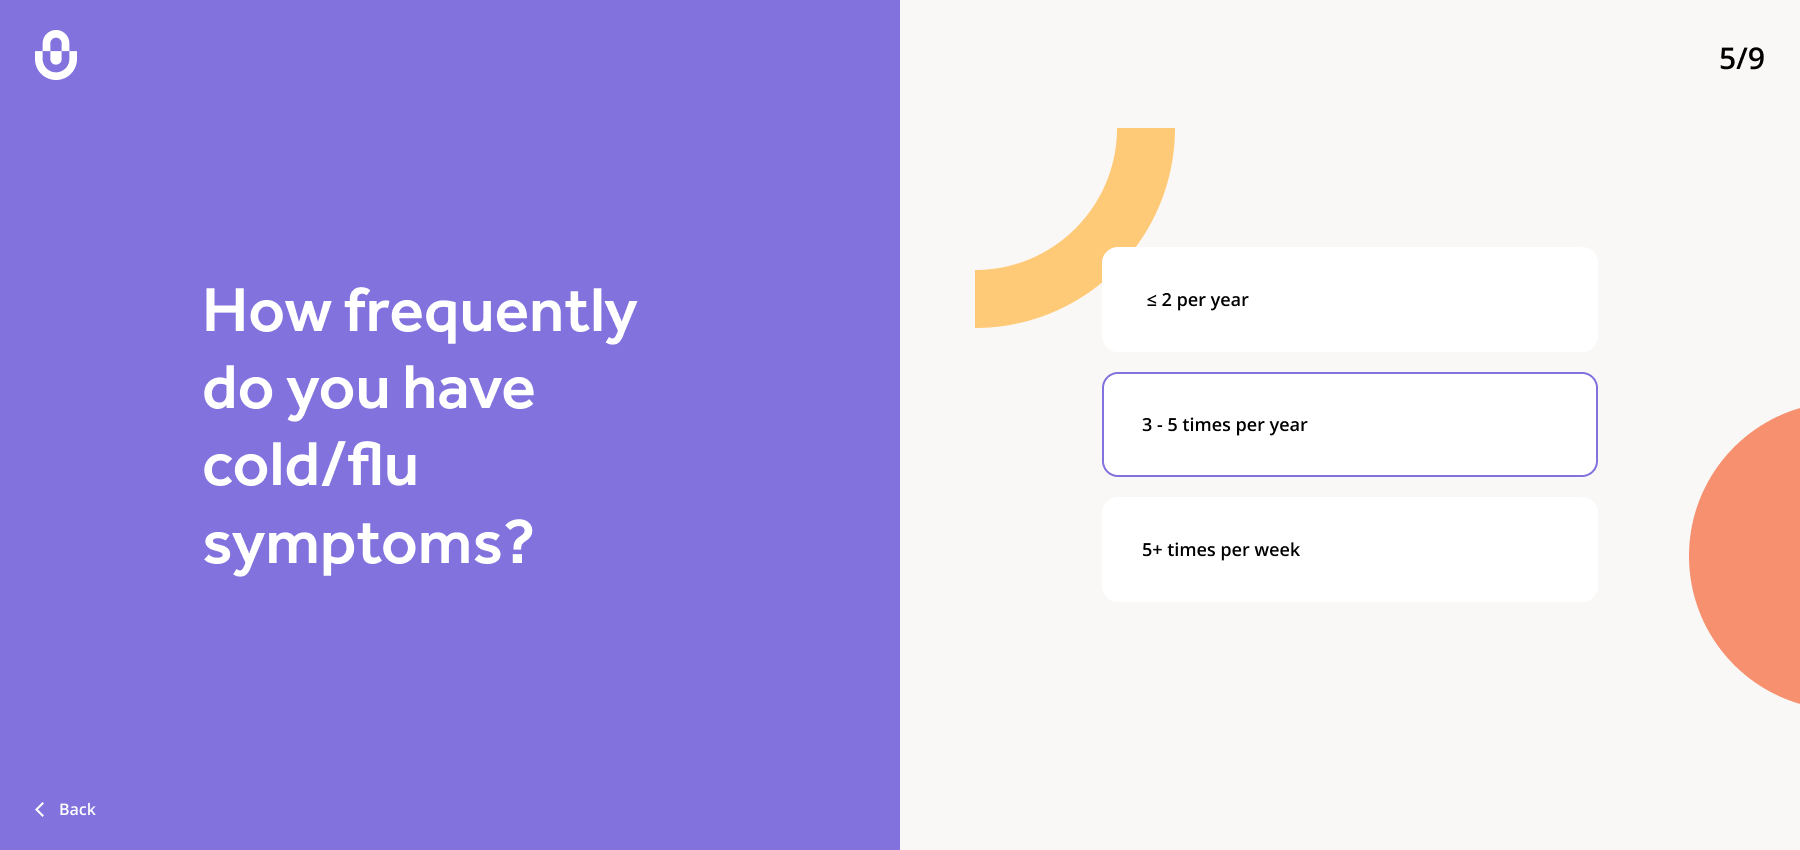 How frequently
do you have
cold/flu
symptoms?
Back
5/9
≤ 2 per year
3 - 5 times per year
5+ times per week